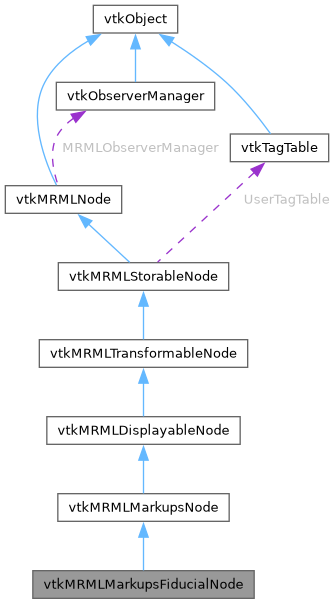 vtkObject
vtkObserverManager
MRMLObserverManager
vtkTagTable
vtkMRMLNode
UserTagTable
vtkMRMLStorableNode
vtkMRMLTransformableNode
vtkMRMLDisplayableNode
vtkMRMLMarkupsNode
vtkMRMLMarkupsFiducialNode